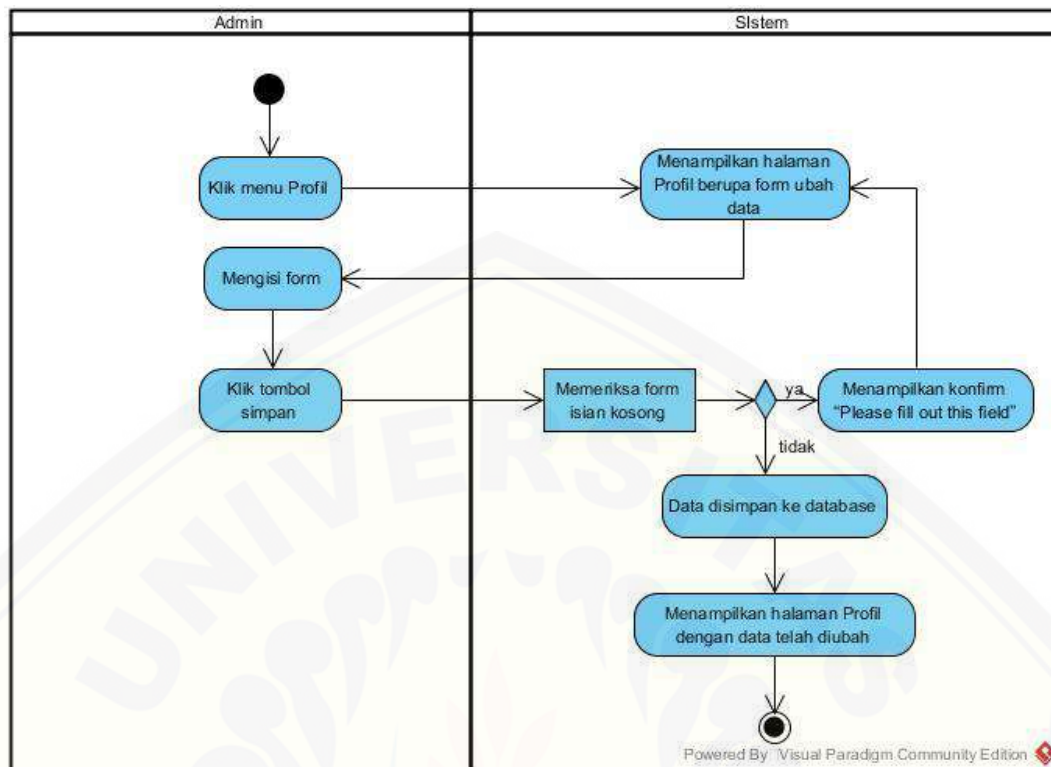 Admin
SIstem
Klik menu Profil
Menampilkan halaman
Profil berupa form ubah
data
Mengisi form
Klik tombol
simpan
Memeriksa form
isian kosong
ya
Menampilkan konfirm
“Please fill out this field”
tidak
Data disimpan ke database
Menampilkan halaman Profil
dengan data telah diubah
UNIVERSITAS
Powered By Visual Paradigm Community Edition